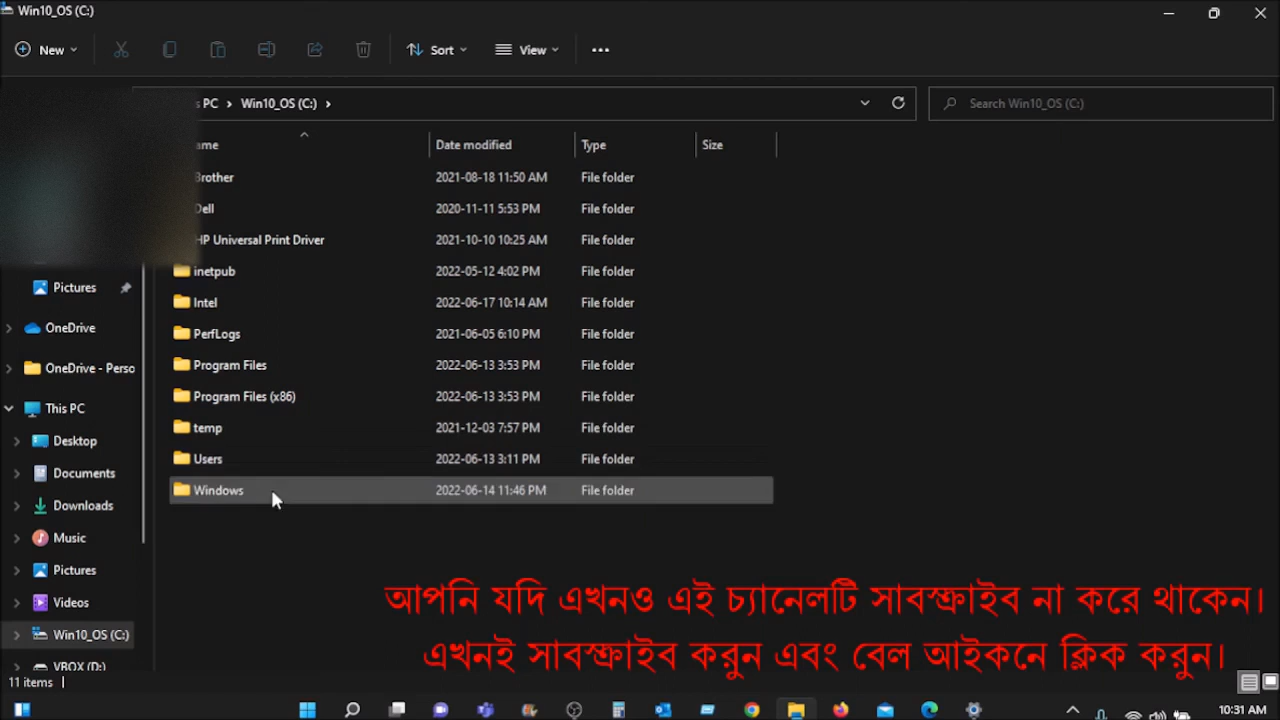 Win10_OS (C:)
New
Sort
View
PC > Win10_OS (C:) >
Search Win10_OS (C:)
ame Date modified Type Size
Brother 2021-08-18 11:50 AM File folder
Dell 2020-11-11 5:53 PM File folder
HP Universal Print Driver 2021-10-10 10:25 AM File folder
inetpub 2022-05-12 4:02 PM File folder
Intel 2022-06-17 10:14 AM File folder
PerfLogs 2021-06-05 6:10 PM File folder
Program Files 2022-06-13 3:53 PM File folder
Program Files (x86) 2022-06-13 3:53 PM File folder
temp 2021-12-03 7:57 PM File folder
Users 2022-06-13 3:11 PM File folder
Windows 2022-06-14 11:46 PM File folder
Pictures
OneDrive
OneDrive - Perso
This PC
Desktop
Documents
Downloads
Music
Pictures
Videos
Win10_OS (C:)
VBOX (D:)
আপনি যদি এখনও এই চ্যানেলটি সাবস্ক্রাইব না করে থাকেন।
এখনই সাবস্ক্রাইব করুন এবং বেল আইকনে ক্লিক করুন।
11 items
10:31 AM